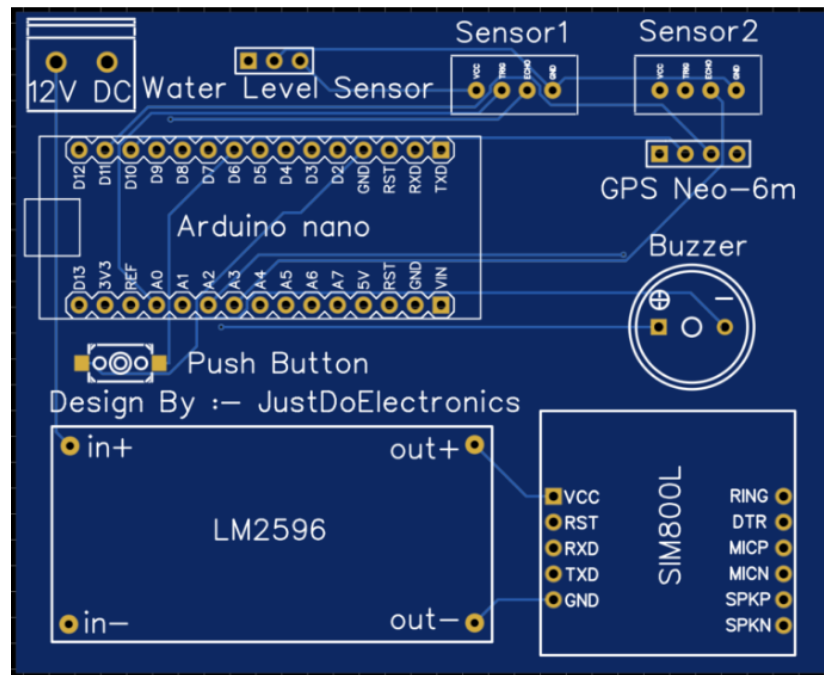 Sensor1
Sensor2
12V DC
Water Level Sensor
VCC TRIG ECHO GND
VCC TRIG ECHO GND
D12 D11 D10 D9 D8 D7 D6 D5 D4 D3 D2 GND RST RXD TXD
GPS Neo-6m
Arduino nano
Buzzer
D13 3V3 REF A0 A1 A2 A3 A4 A5 A6 A7 5V RST GND VIN
+ −
Push Button
Design By :- JustDoElectronics
in+
out+
LM2596
in-
out-
SIM800L
VCC
RST
RXD
TXD
GND
RING
DTR
MICP
MICN
SPKP
SPKN